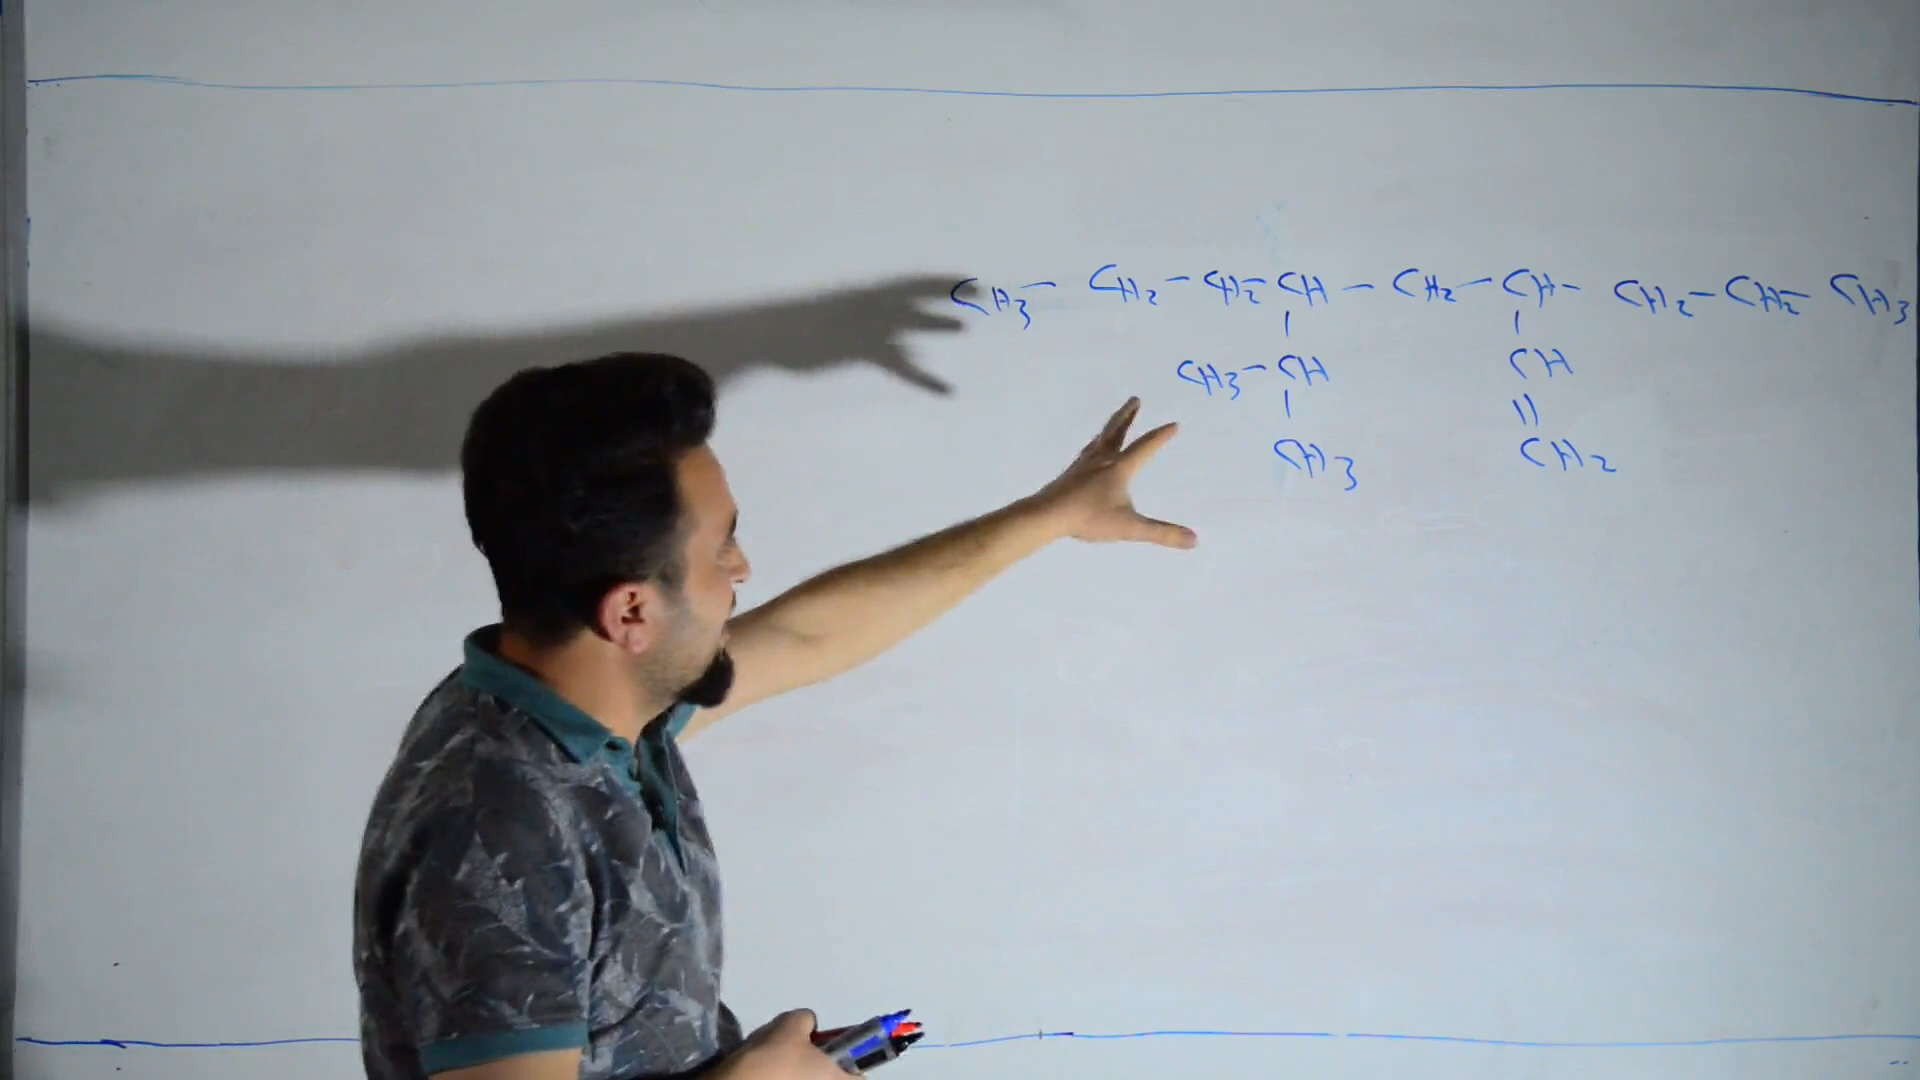 CH3 - CH2 - CH2 - CH - CH2 - CH - CH2 - CH2 - CH3
| |
CH3 - CH CH
| ||
CH3 CH2